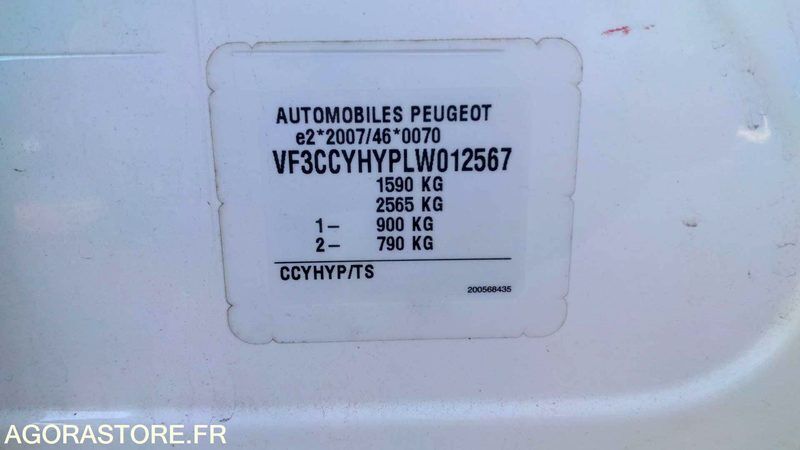 AUTOMOBILES PEUGEOT
e2*2007/46*0070
VF3CCYHYPLW012567
1590 KG
2565 KG
1– 900 KG
2– 790 KG
CCYHYP/TS
200568435
AGORASTORE.FR